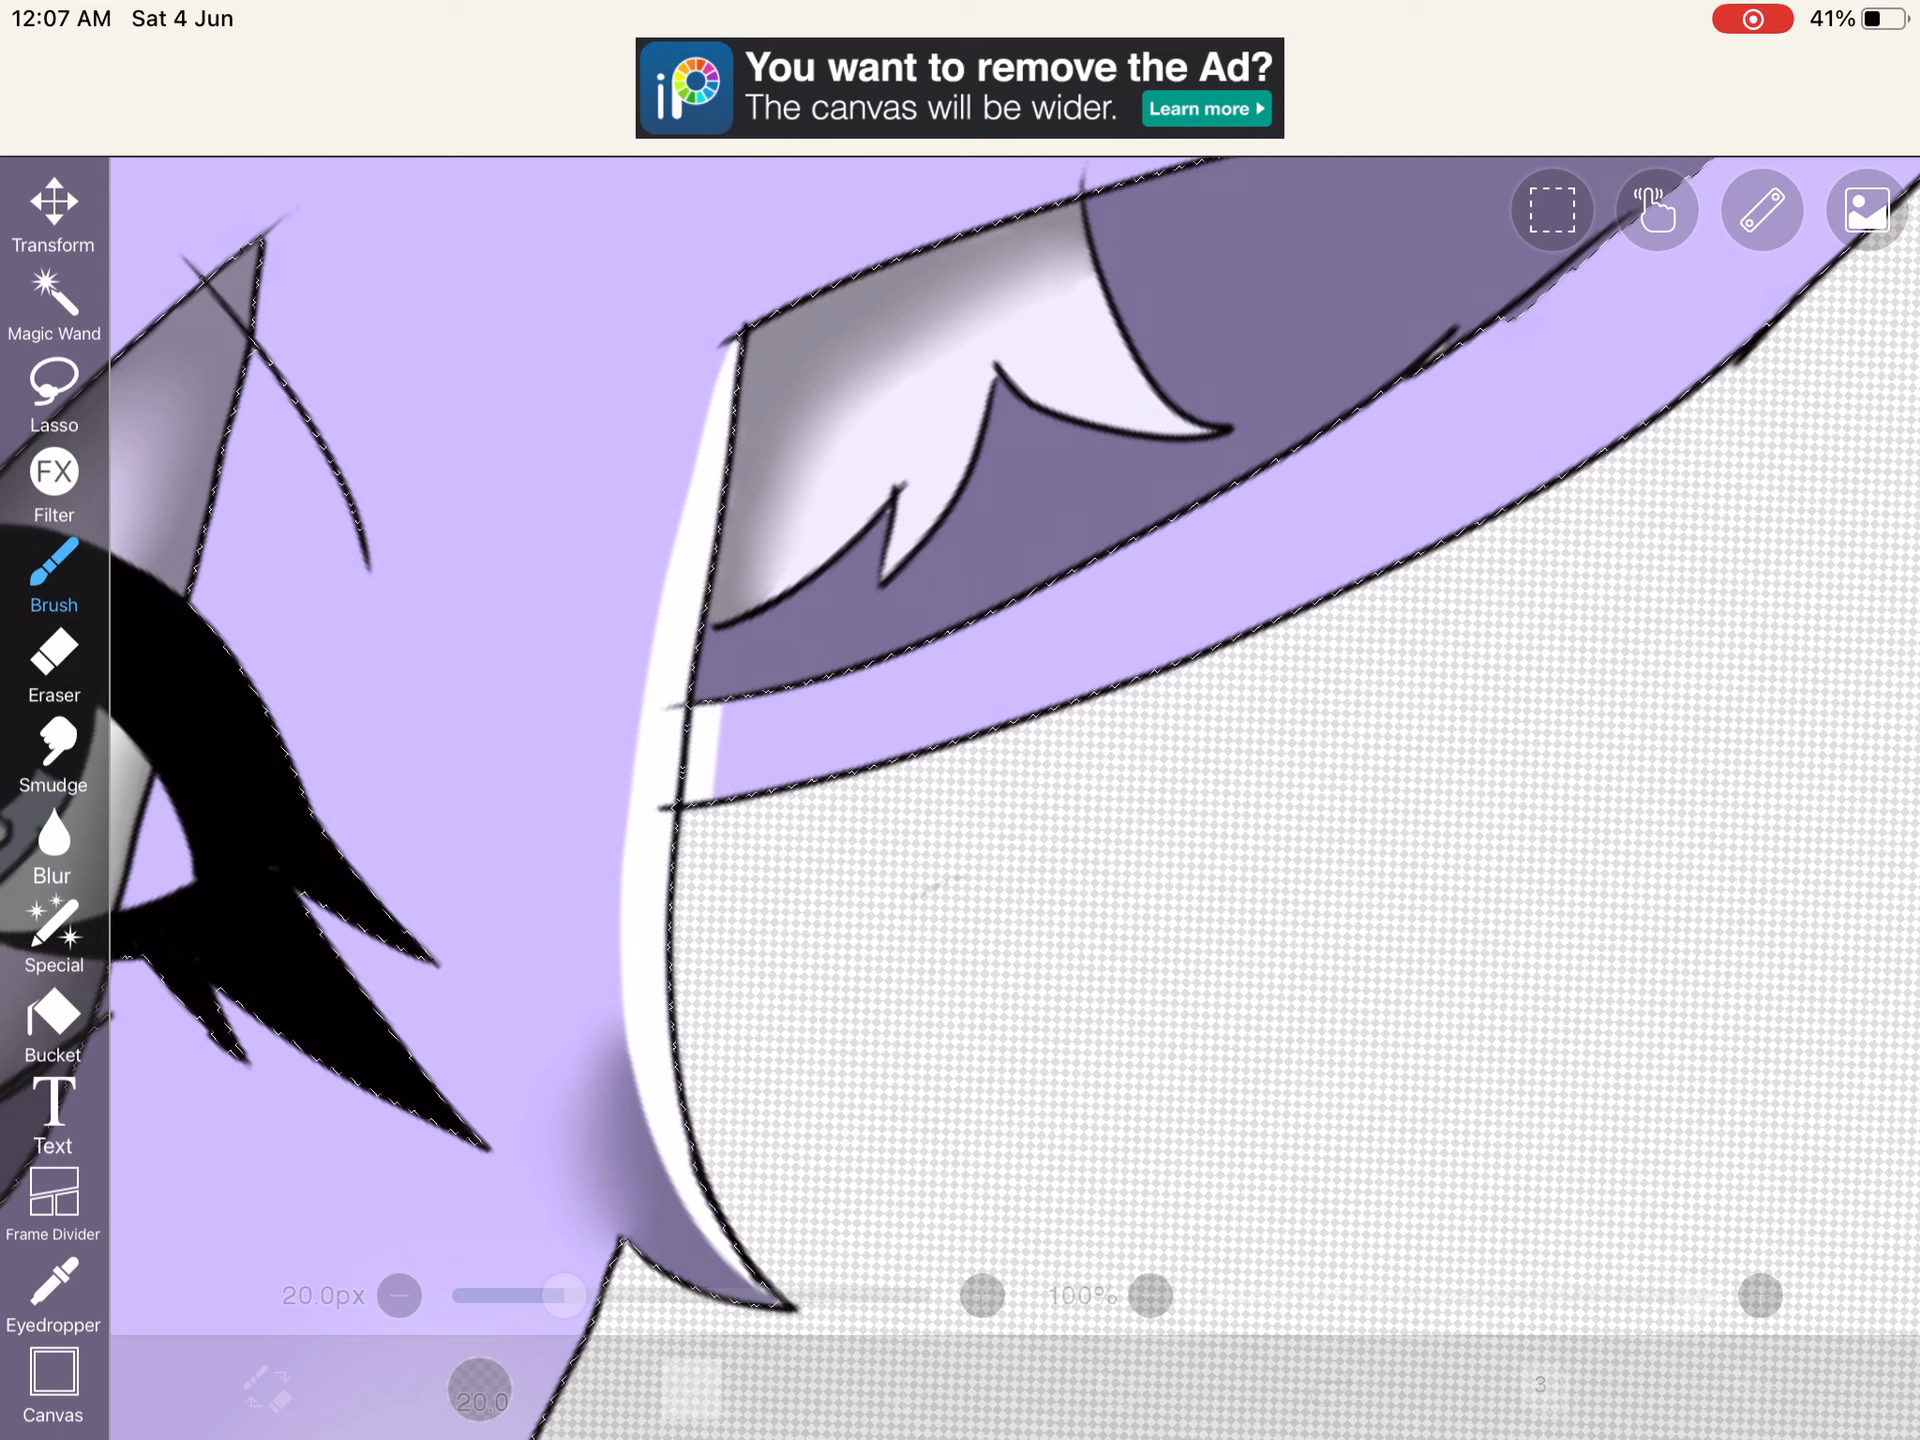 12:07 AM Sat 4 Jun
41%
iP
You want to remove the Ad?
The canvas will be wider.
Learn more
Transform
Magic Wand
Lasso
FX
Filter
Brush
Eraser
Smudge
Blur
Special
Bucket
T
Text
Frame Divider
Eyedropper
Canvas
20.0px
100%
20.0
3